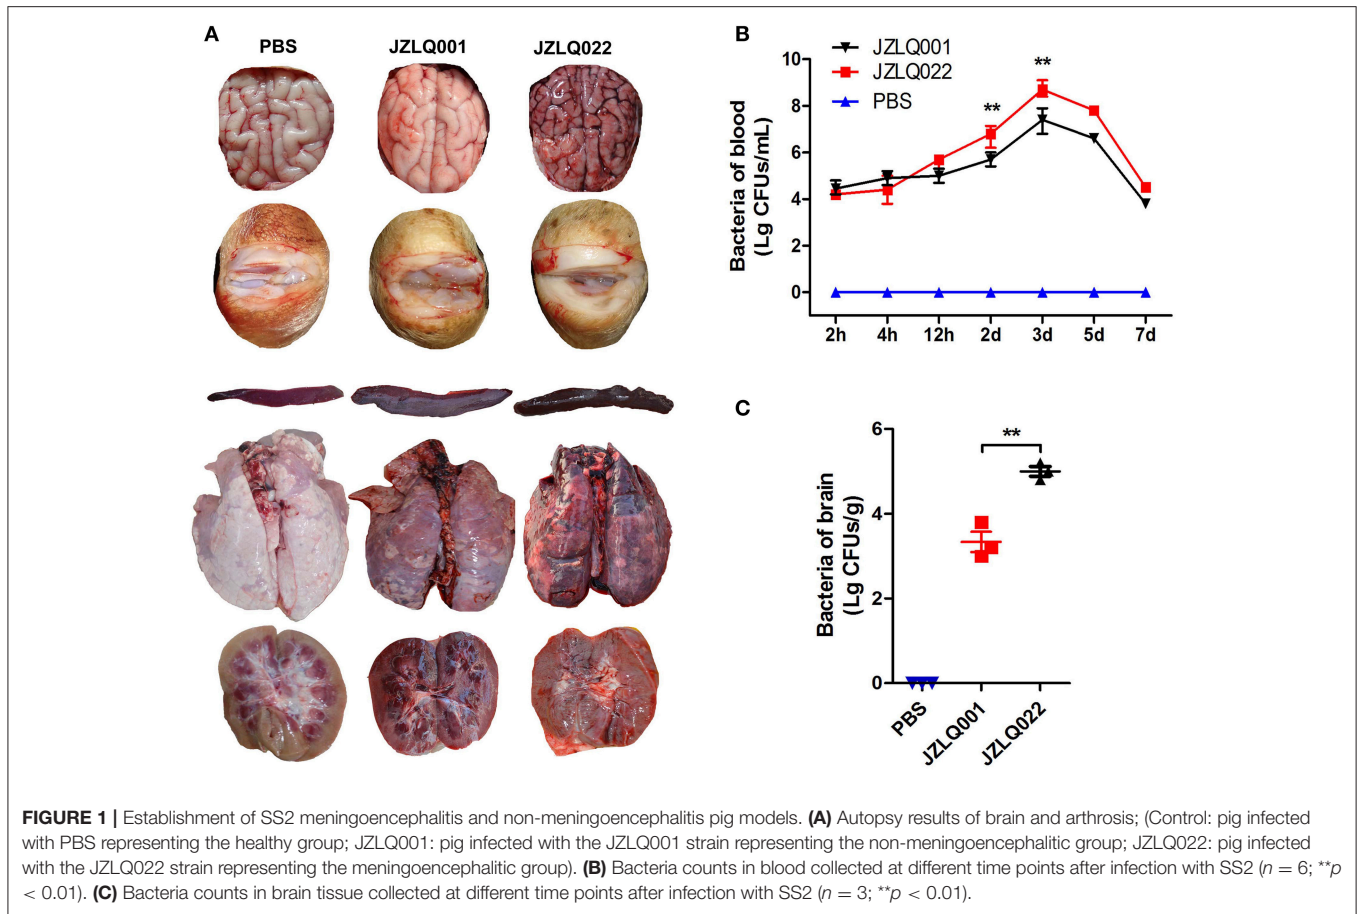 A
PBS
JZLQ001
JZLQ022
B
JZLQ001
JZLQ022
PBS
Bacteria of blood
(Lg CFUs/mL)
10
8
6
4
2
0
**
**
2h
4h
12h
2d
3d
5d
7d
C
Bacteria of brain
(Lg CFUs/g)
6
4
2
0
**
PBS
JZLQ001
JZLQ022
FIGURE 1 | Establishment of SS2 meningoencephalitis and non-meningoencephalitis pig models. (A) Autopsy results of brain and arthrosis; (Control: pig infected
with PBS representing the healthy group; JZLQ001: pig infected with the JZLQ001 strain representing the non-meningoencephalitic group; JZLQ022: pig infected
with the JZLQ022 strain representing the meningoencephalitic group). (B) Bacteria counts in blood collected at different time points after infection with SS2 (n = 6; **p
< 0.01). (C) Bacteria counts in brain tissue collected at different time points after infection with SS2 (n = 3; **p < 0.01).